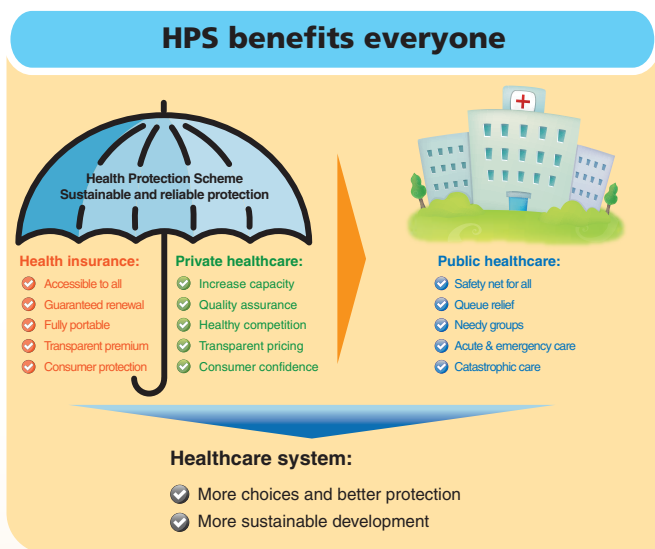 HPS benefits everyone
Health Protection Scheme
Sustainable and reliable protection
Health insurance:
Accessible to all
Guaranteed renewal
Fully portable
Transparent premium
Consumer protection
Private healthcare:
Increase capacity
Quality assurance
Healthy competition
Transparent pricing
Consumer confidence
Public healthcare:
Safety net for all
Queue relief
Needy groups
Acute & emergency care
Catastrophic care
Healthcare system:
More choices and better protection
More sustainable development